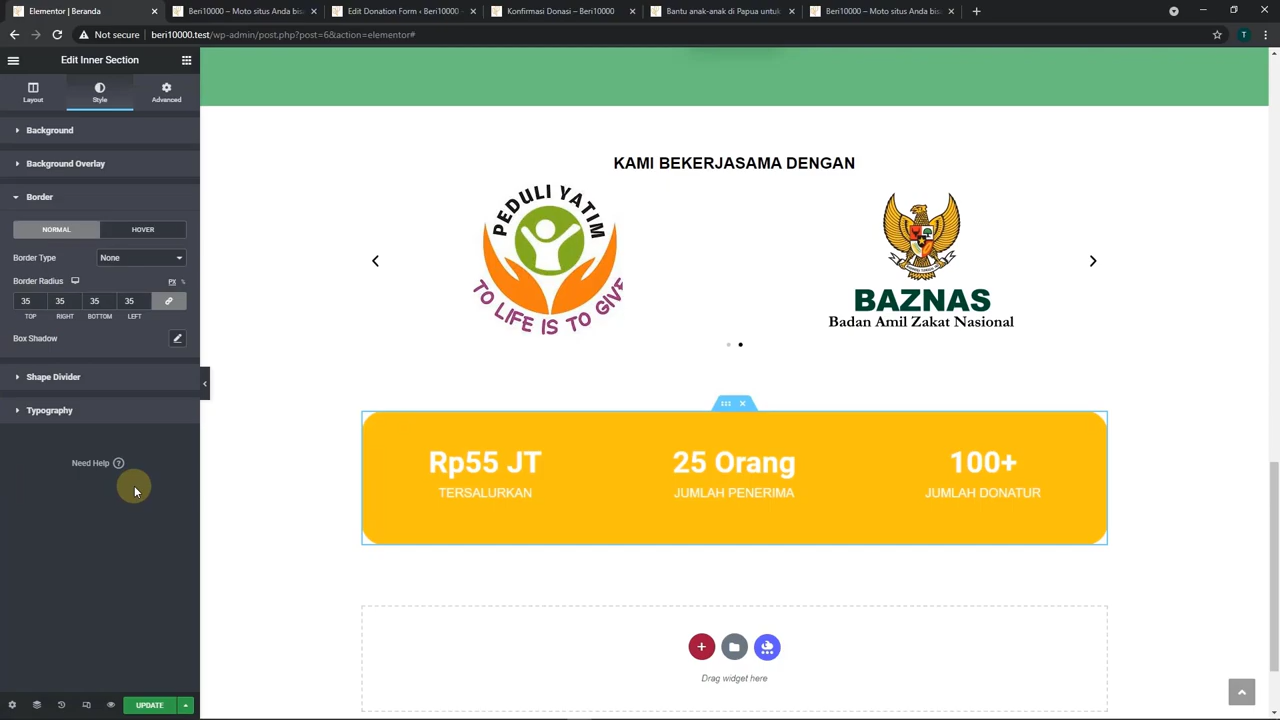 Elementor | Beranda
Beri10000 – Moto situs Anda bis
Edit Donation Form ‹ Beri10000
Konfirmasi Donasi – Beri10000
Bantu anak-anak di Papua untuk
Beri10000 – Moto situs Anda bis
Not secure
beri10000.test/wp-admin/post.php?post=6&action=elementor#
T
Edit Inner Section
Layout
Style
Advanced
Background
Background Overlay
Border
NORMAL
HOVER
Border Type
None
Border Radius
PX %
35 35 35 35
TOP RIGHT BOTTOM LEFT
Box Shadow
Shape Divider
Typography
Need Help ?
UPDATE
KAMI BEKERJASAMA DENGAN
PEDULI YATIM
TO LIFE IS TO GIVE
BAZNAS
Badan Amil Zakat Nasional
Rp55 JT
TERSALURKAN
25 Orang
JUMLAH PENERIMA
100+
JUMLAH DONATUR
Drag widget here